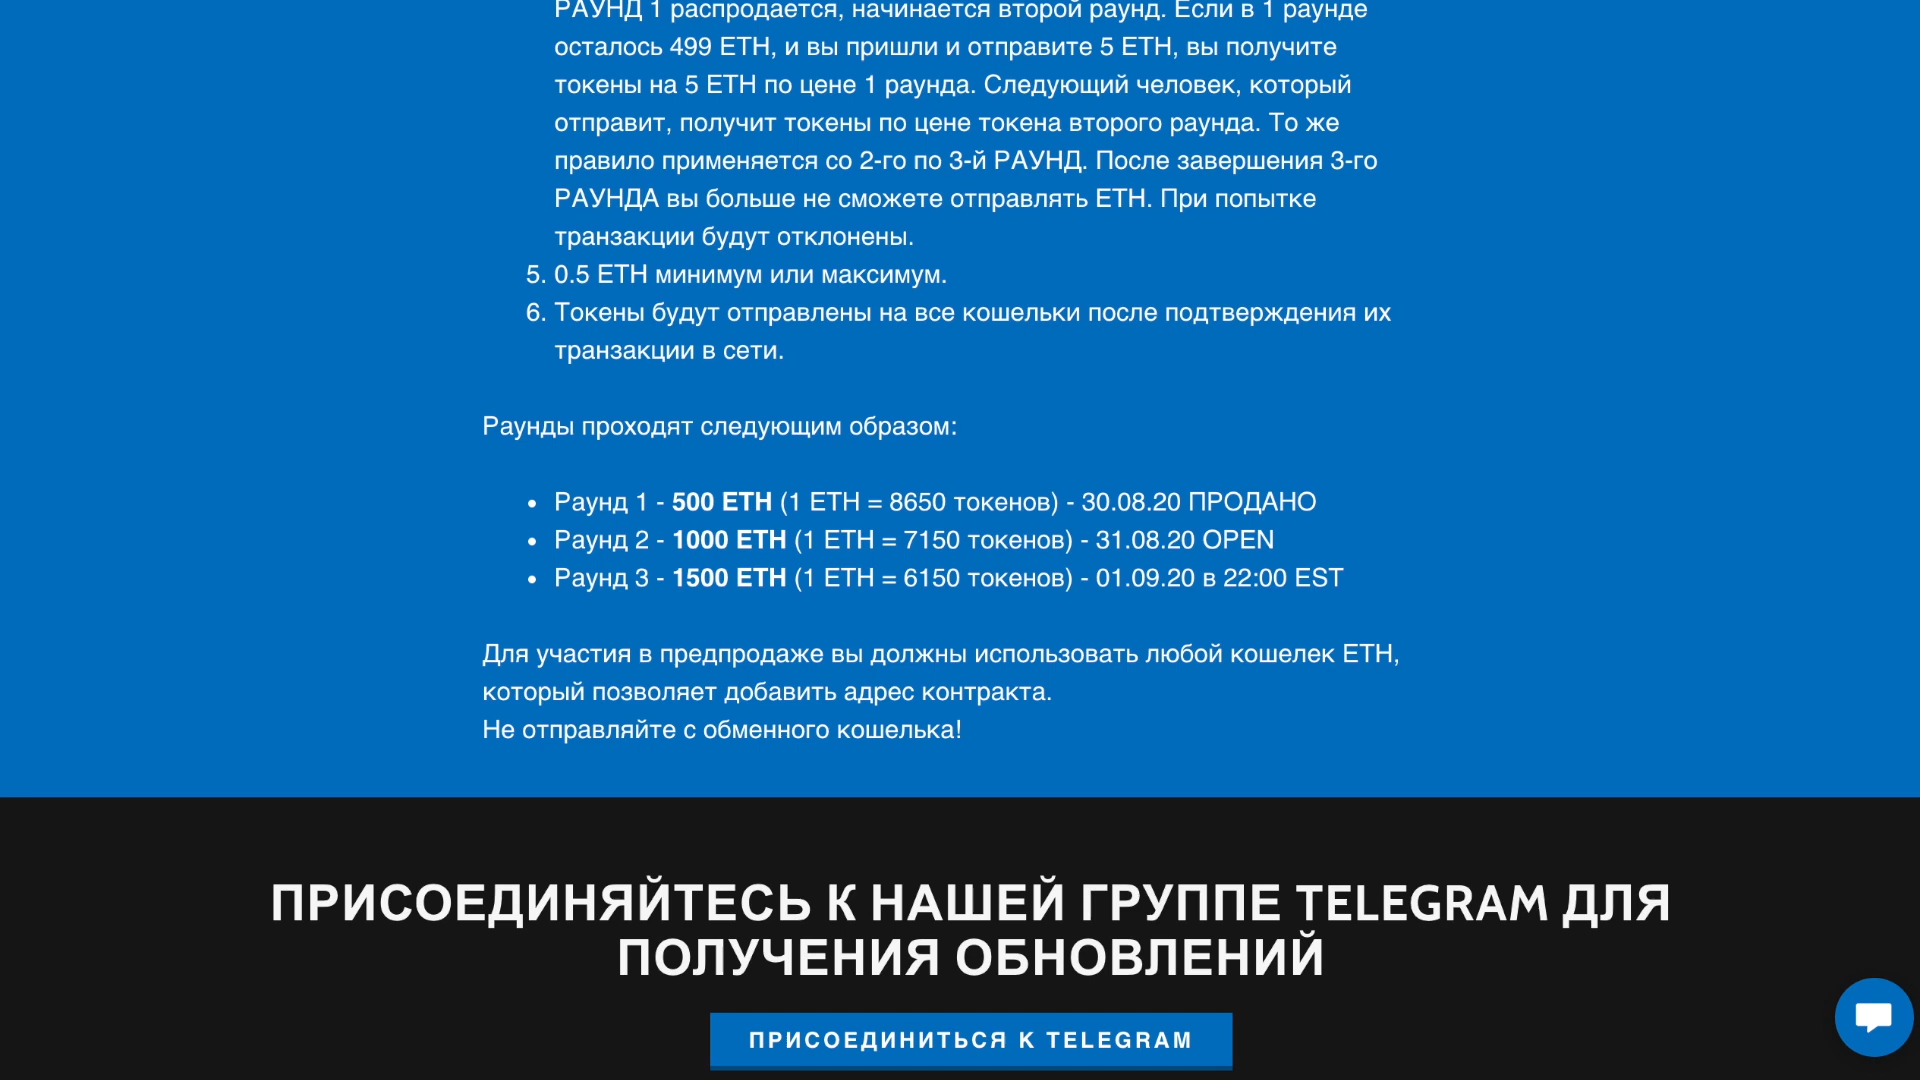 РАУНД 1 распродается, начинается второй раунд. Если в 1 раунде
осталось 499 ETH, и вы пришли и отправите 5 ETH, вы получите
токены на 5 ETH по цене 1 раунда. Следующий человек, который
отправит, получит токены по цене токена второго раунда. То же
правило применяется со 2-го по 3-й РАУНД. После завершения 3-го
РАУНДА вы больше не сможете отправлять ETH. При попытке
транзакции будут отклонены.
5. 0.5 ETH минимум или максимум.
6. Токены будут отправлены на все кошельки после подтверждения их
транзакции в сети.
Раунды проходят следующим образом:
• Раунд 1 - 500 ETH (1 ETH = 8650 токенов) - 30.08.20 ПРОДАНО
• Раунд 2 - 1000 ETH (1 ETH = 7150 токенов) - 31.08.20 OPEN
• Раунд 3 - 1500 ETH (1 ETH = 6150 токенов) - 01.09.20 в 22:00 EST
Для участия в предпродаже вы должны использовать любой кошелек ETH,
который позволяет добавить адрес контракта.
Не отправляйте с обменного кошелька!
ПРИСОЕДИНЯЙТЕСЬ К НАШЕЙ ГРУППЕ TELEGRAM ДЛЯ
ПОЛУЧЕНИЯ ОБНОВЛЕНИЙ
ПРИСОЕДИНИТЬСЯ К TELEGRAM